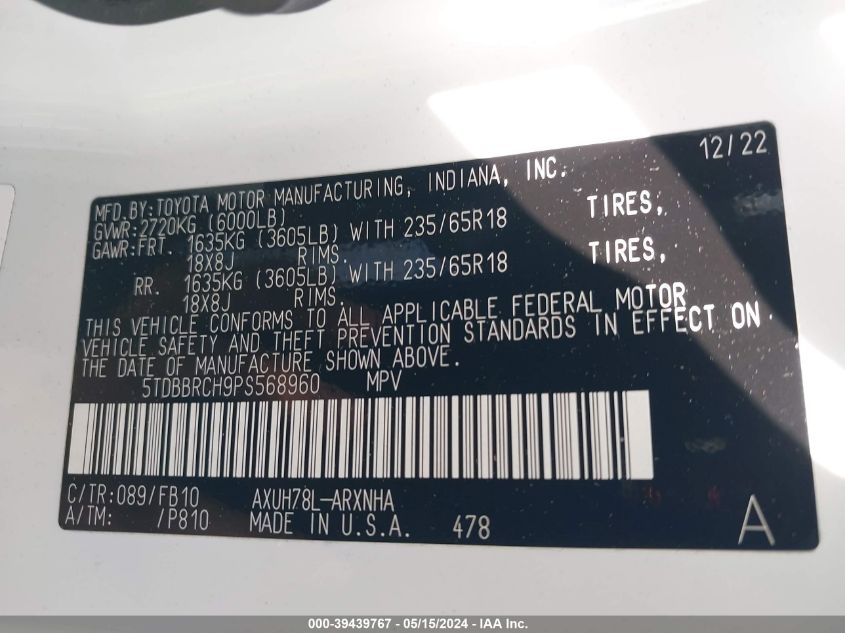 12/22
MFD.BY:TOYOTA MOTOR MANUFACTURING, INDIANA, INC.
GVWR:2720KG (6000LB)
GAWR:FRT. 1635KG (3605LB) WITH 235/65R18 TIRES,
18X8J RIMS.
RR. 1635KG (3605LB) WITH 235/65R18 TIRES,
18X8J RIMS.
THIS VEHICLE CONFORMS TO ALL APPLICABLE FEDERAL MOTOR
VEHICLE SAFETY AND THEFT PREVENTION STANDARDS IN EFFECT ON
THE DATE OF MANUFACTURE SHOWN ABOVE.
5TDBBRCH9PS568960 MPV
C/TR:089/FB10 AXUH78L-ARXNHA
A/TM: /P810 MADE IN U.S.A. 478 A
000-39439767 - 05/15/2024 - IAA Inc.